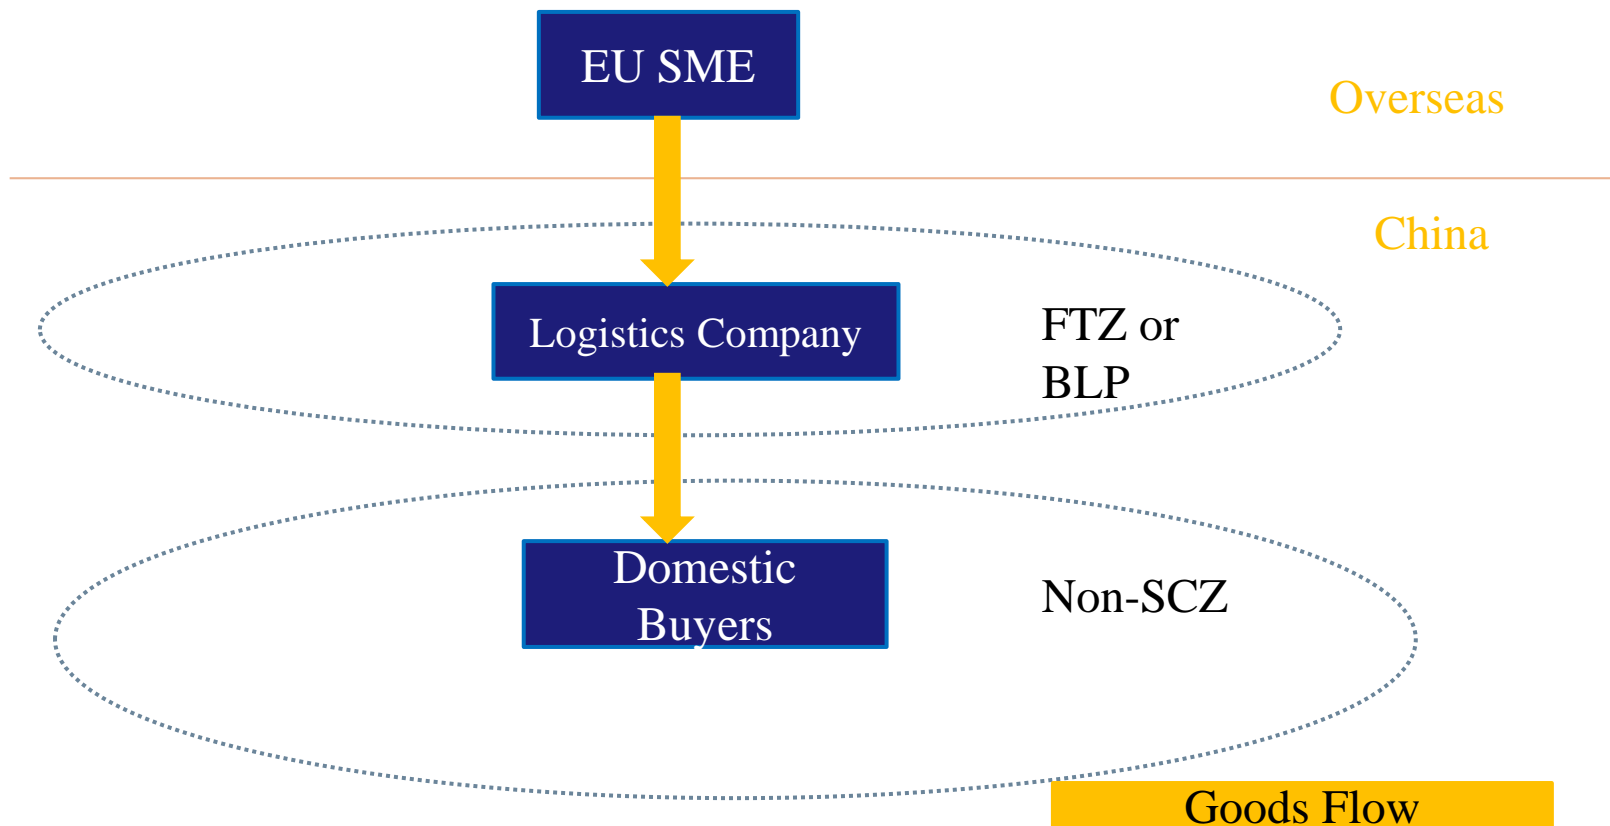 EU SME
Overseas
China
Logistics Company
FTZ or
BLP
Domestic
Buyers
Non-SCZ
Goods Flow